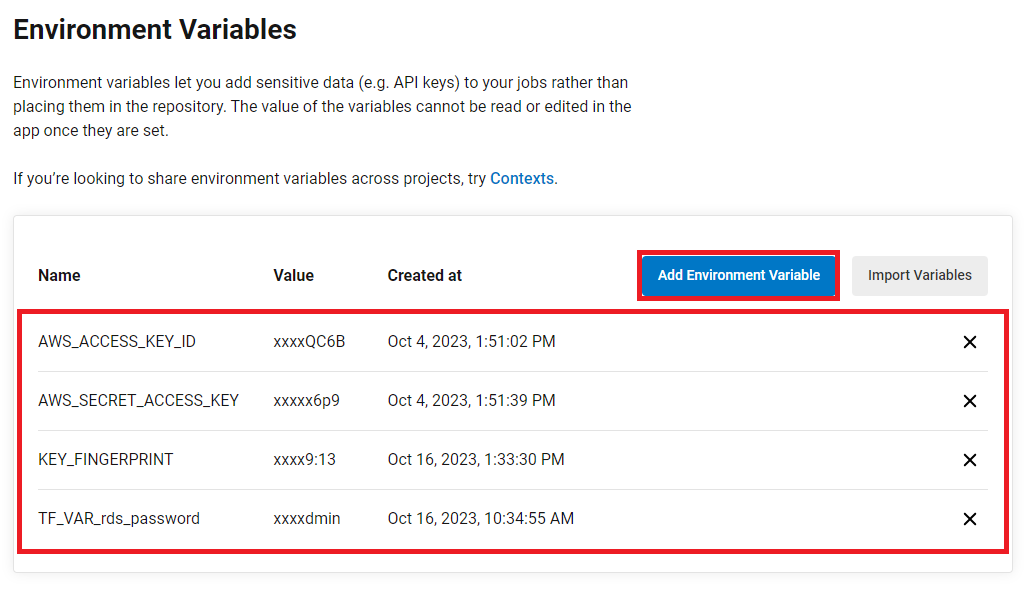 Environment Variables
Environment variables let you add sensitive data (e.g. API keys) to your jobs rather than
placing them in the repository. The value of the variables cannot be read or edited in the
app once they are set.
If you’re looking to share environment variables across projects, try Contexts.
Name Value Created at Add Environment Variable Import Variables
AWS_ACCESS_KEY_ID xxxxQC6B Oct 4, 2023, 1:51:02 PM
AWS_SECRET_ACCESS_KEY xxxxx6p9 Oct 4, 2023, 1:51:39 PM
KEY_FINGERPRINT xxxx9:13 Oct 16, 2023, 1:33:30 PM
TF_VAR_rds_password xxxxdmin Oct 16, 2023, 10:34:55 AM